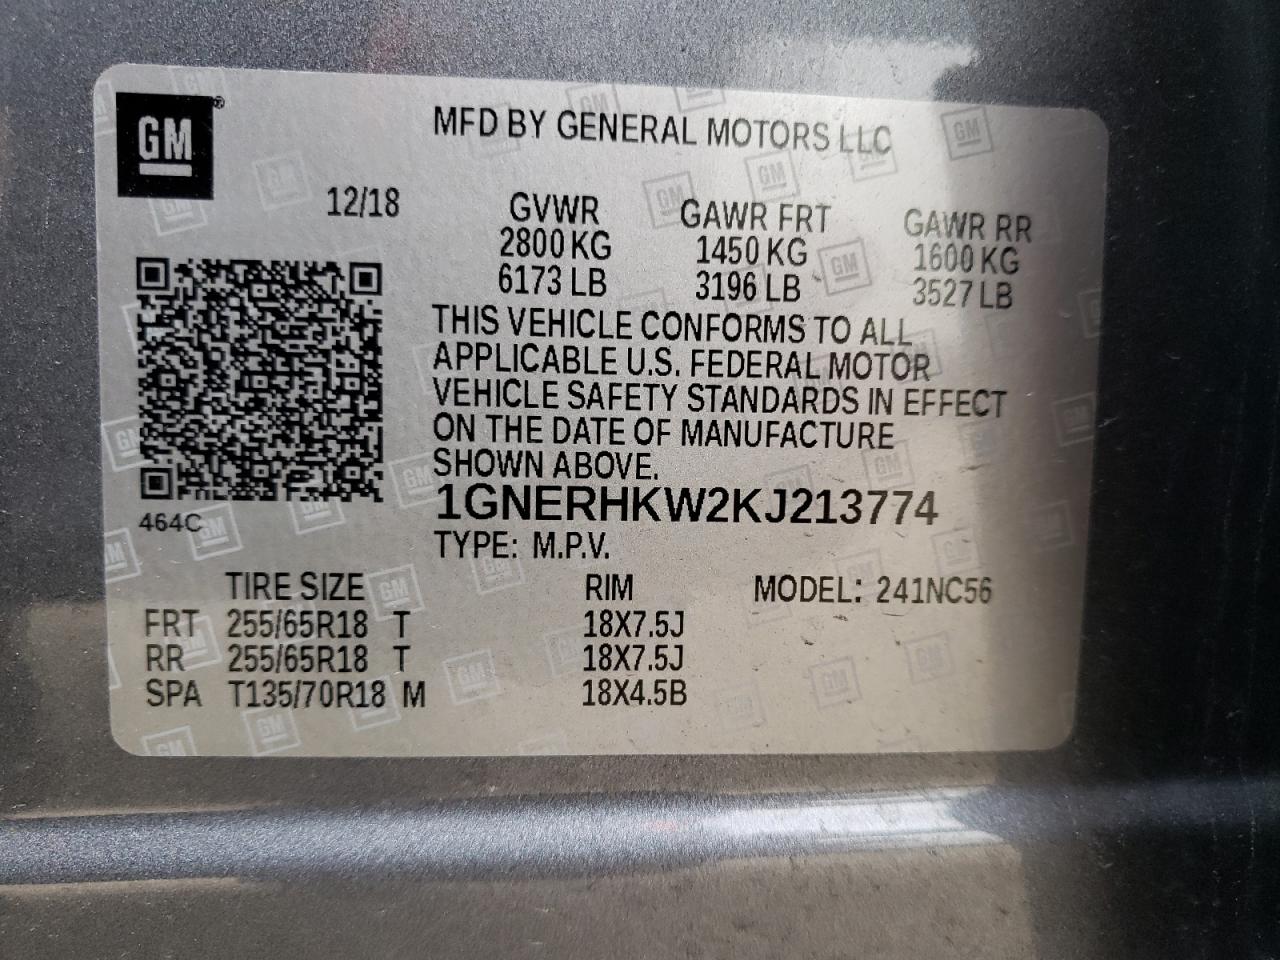 GM®
MFD BY GENERAL MOTORS LLC
12/18
GVWR GAWR FRT GAWR RR
2800 KG 1450 KG 1600 KG
6173 LB 3196 LB 3527 LB
THIS VEHICLE CONFORMS TO ALL
APPLICABLE U.S. FEDERAL MOTOR
VEHICLE SAFETY STANDARDS IN EFFECT
ON THE DATE OF MANUFACTURE
SHOWN ABOVE.
464C
1GNERHKW2KJ213774
TYPE: M.P.V.
TIRE SIZE RIM MODEL: 241NC56
FRT 255/65R18 T 18X7.5J
RR 255/65R18 T 18X7.5J
SPA T135/70R18 M 18X4.5B